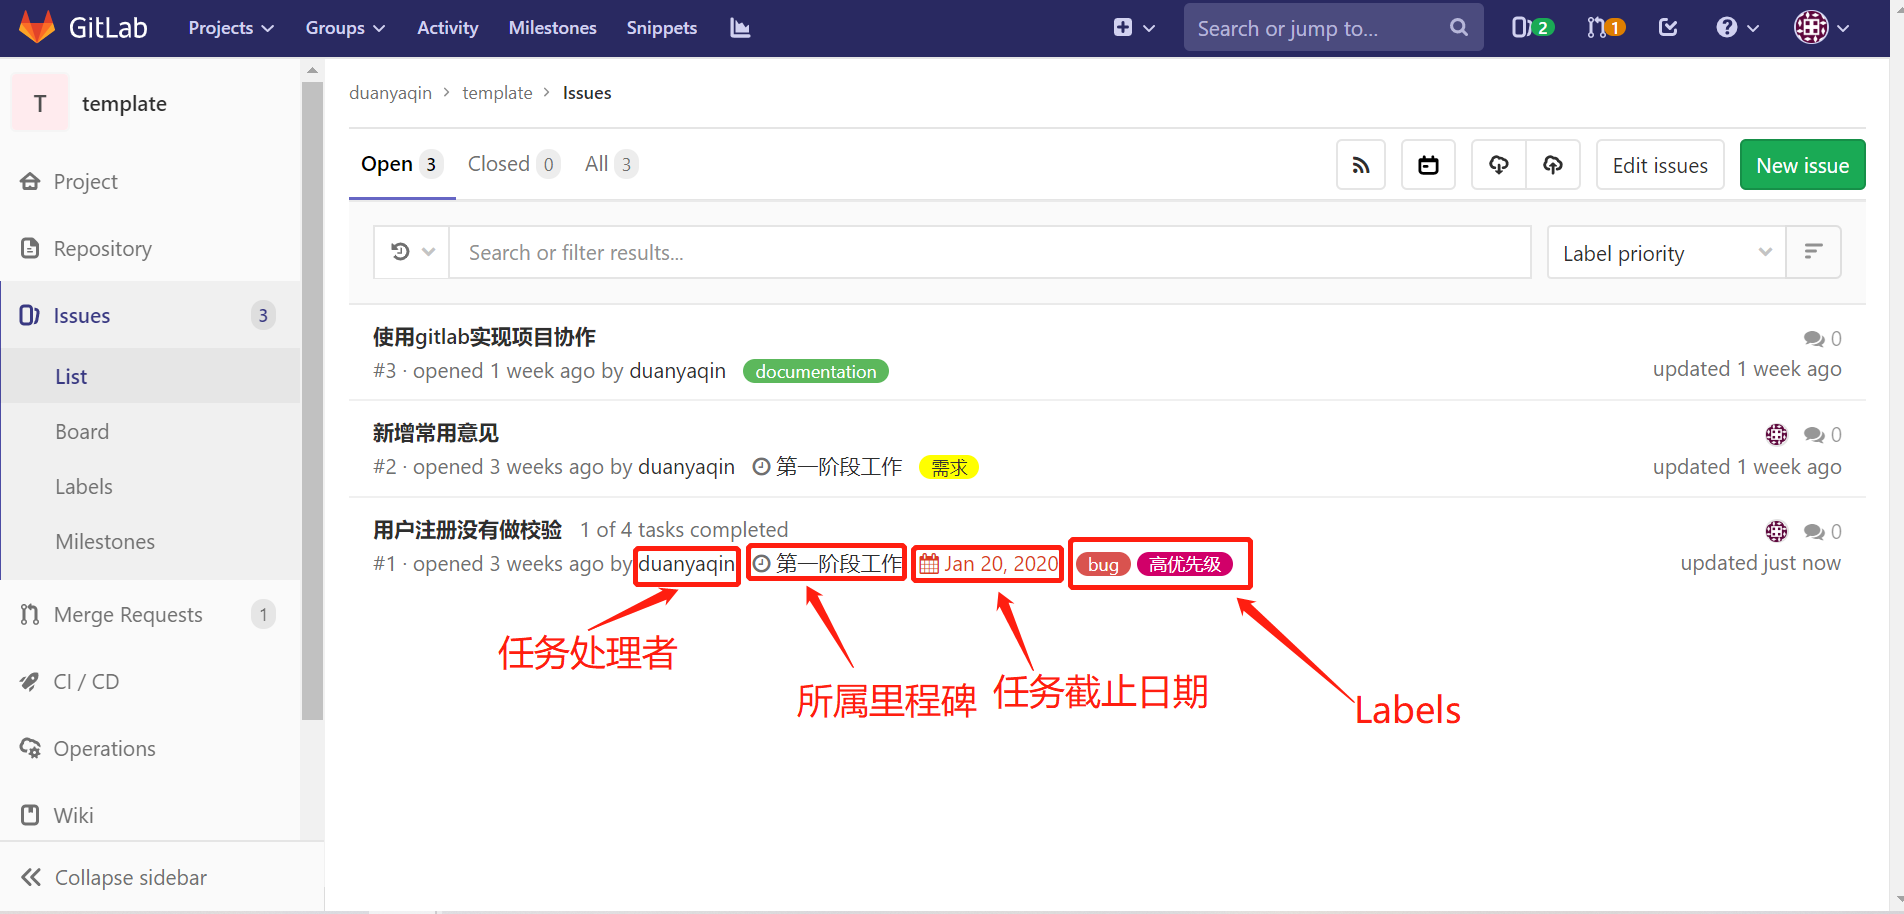 GitLab Projects Groups Activity Milestones Snippets Search or jump to... 2 1
T template
duanyaqin > template > Issues
Open 3 Closed 0 All 3 Edit issues New issue
Project
Repository
Issues 3
List
Board
Labels
Milestones
Merge Requests 1
CI / CD
Operations
Wiki
Collapse sidebar
Search or filter results... Label priority
使用gitlab实现项目协作 0
#3 · opened 1 week ago by duanyaqin documentation updated 1 week ago
新增常用意见 0
#2 · opened 3 weeks ago by duanyaqin 第一阶段工作 需求 updated 1 week ago
用户注册没有做校验 1 of 4 tasks completed 0
#1 · opened 3 weeks ago by duanyaqin 第一阶段工作 Jan 20, 2020 bug 高优先级 updated just now
任务处理者
所属里程碑
任务截止日期
Labels